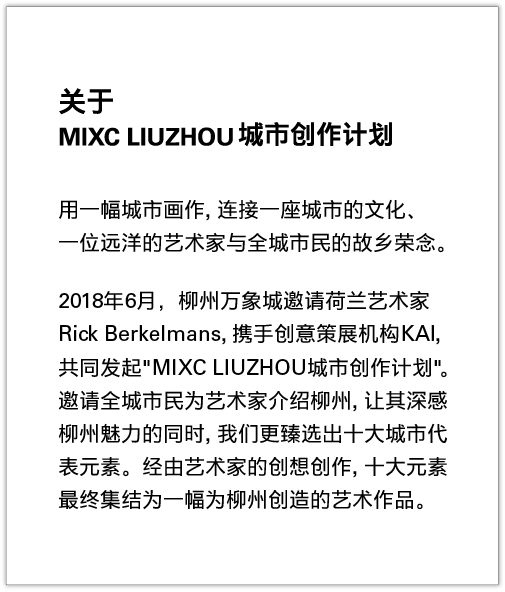 关于
MIXC LIUZHOU 城市创作计划
用一幅城市画作, 连接一座城市的文化、
一位远洋的艺术家与全城市民的故乡荣念。
2018年6月，柳州万象城邀请荷兰艺术家
Rick Berkelmans, 携手创意策展机构KAI,
共同发起"MIXC LIUZHOU城市创作计划"。
邀请全城市民为艺术家介绍柳州, 让其深感
柳州魅力的同时, 我们更臻选出十大城市代
表元素。经由艺术家的创想创作, 十大元素
最终集结为一幅为柳州创造的艺术作品。